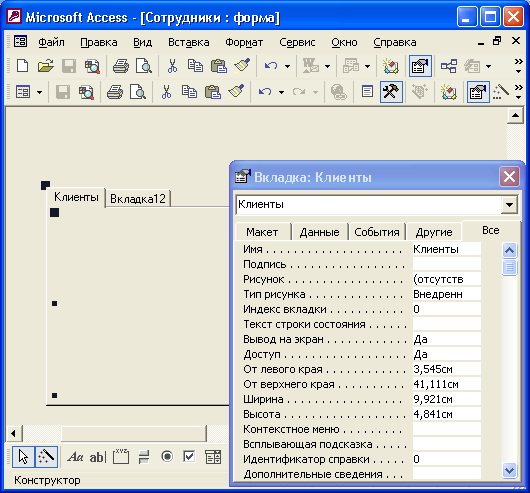 Microsoft Access - [Сотрудники : форма]
Файл Правка Вид Вставка Формат Сервис Окно Справка
Клиенты Вкладка12
Вкладка: Клиенты
Клиенты
Макет Данные События Другие Все
Имя . . . . . . . . . . . . . . . . . . . . . Клиенты
Подпись . . . . . . . . . . . . . . . . . .
Рисунок . . . . . . . . . . . . . . . . . . (отсутств
Тип рисунка . . . . . . . . . . . . . . . Внедренн
Индекс вкладки . . . . . . . . . . . . 0
Текст строки состояния . . . . . .
Вывод на экран . . . . . . . . . . . . Да
Доступ . . . . . . . . . . . . . . . . . . . Да
От левого края . . . . . . . . . . . . 3,545см
От верхнего края . . . . . . . . . . 41,111см
Ширина . . . . . . . . . . . . . . . . . . 9,921см
Высота . . . . . . . . . . . . . . . . . . . 4,841см
Контекстное меню . . . . . . . . . .
Всплывающая подсказка . . . . .
Идентификатор справки . . . . . 0
Дополнительные сведения . . . .
Aa ab| XYZ
Конструктор